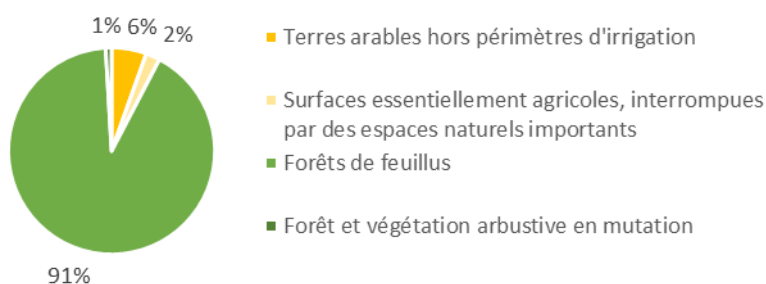 1% 6% 2%
91%
Terres arables hors périmètres d'irrigation
Surfaces essentiellement agricoles, interrompues
par des espaces naturels importants
Forêts de feuillus
Forêt et végétation arbustive en mutation